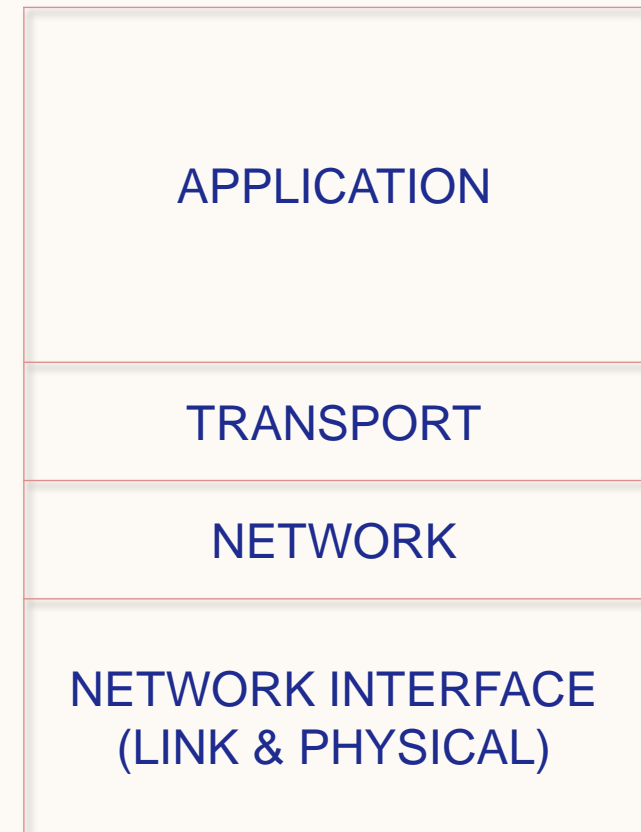 APPLICATION
TRANSPORT
NETWORK
NETWORK INTERFACE
(LINK & PHYSICAL)